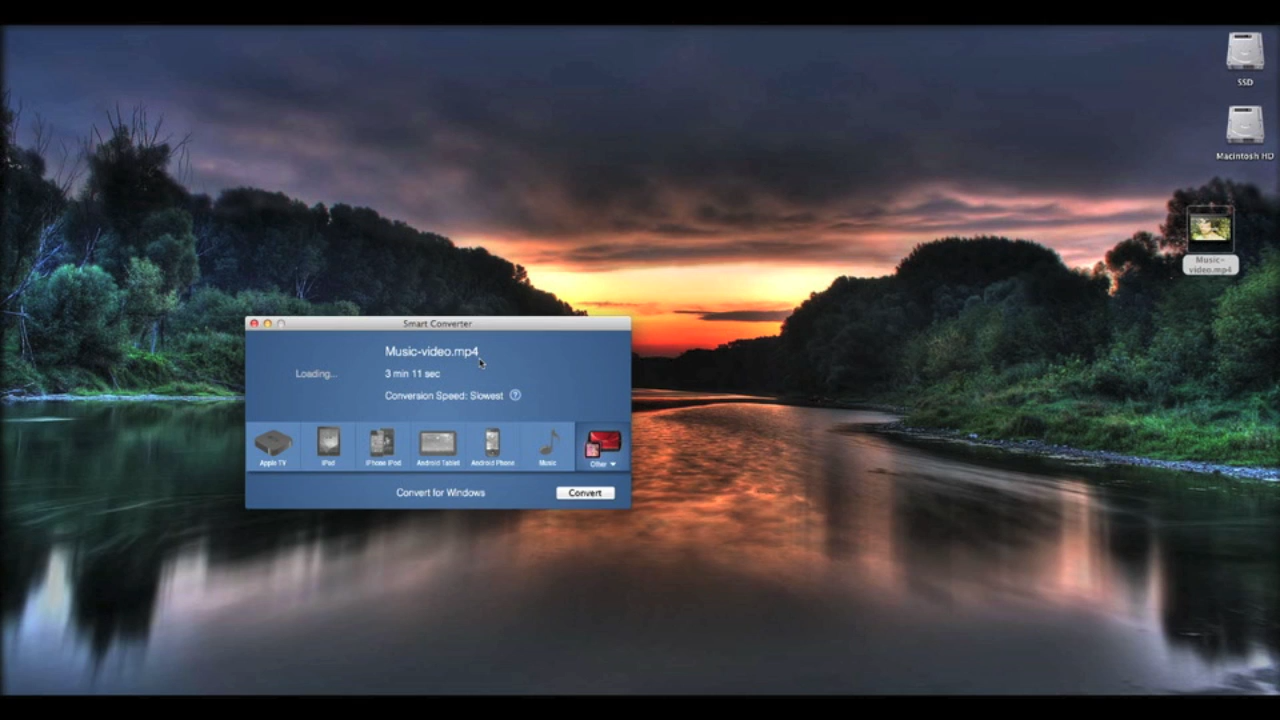 SSD
Macintosh HD
Music-
video.mp4
Smart Converter
Music-video.mp4
Loading...
3 min 11 sec
Conversion Speed: Slowest ?
Apple TV
iPad
iPhone iPod
Android Tablet
Android Phone
Music
Other
Convert for Windows
Convert